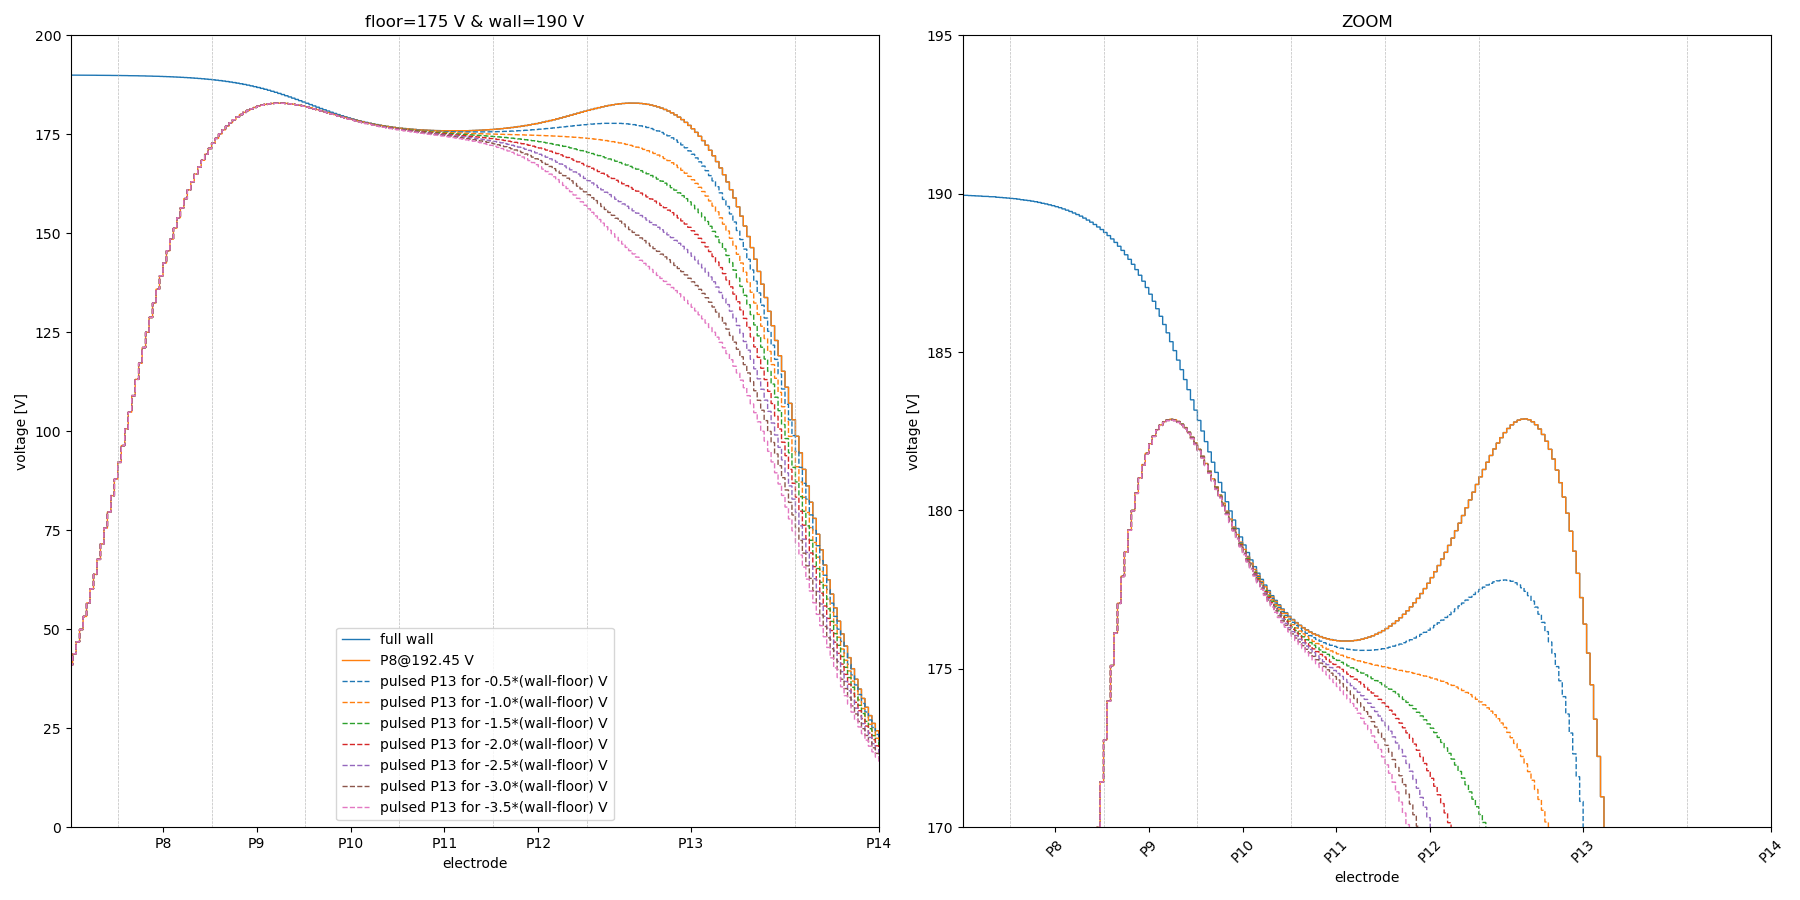 floor=175 V & wall=190 V
200
175
150
125
100
75
50
25
0
voltage [V]
full wall
P8@192.45 V
pulsed P13 for -0.5*(wall-floor) V
pulsed P13 for -1.0*(wall-floor) V
pulsed P13 for -1.5*(wall-floor) V
pulsed P13 for -2.0*(wall-floor) V
pulsed P13 for -2.5*(wall-floor) V
pulsed P13 for -3.0*(wall-floor) V
pulsed P13 for -3.5*(wall-floor) V
P8 P9 P10 P11 P12 P13 P14
electrode
ZOOM
195
190
185
180
175
170
voltage [V]
P8 P9 P10 P11 P12 P13 P14
electrode